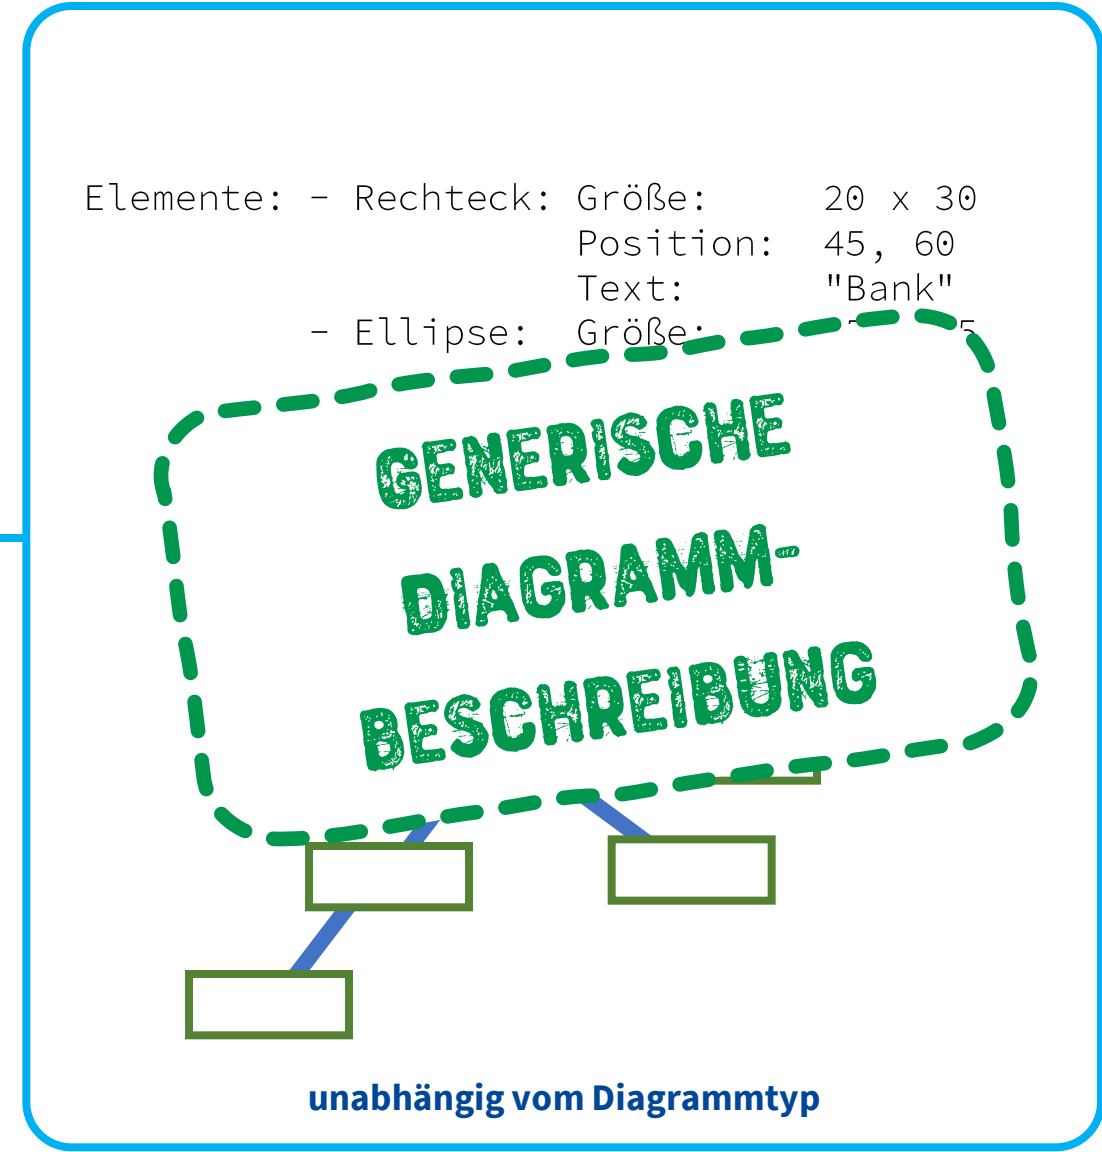 Elemente: - Rechteck: Größe: 20 x 30
Position: 45, 60
Text: "Bank"
- Ellipse: Größe:
GENERISCHE
DIAGRAMM-
BESCHREIBUNG
unabhängig vom Diagrammtyp